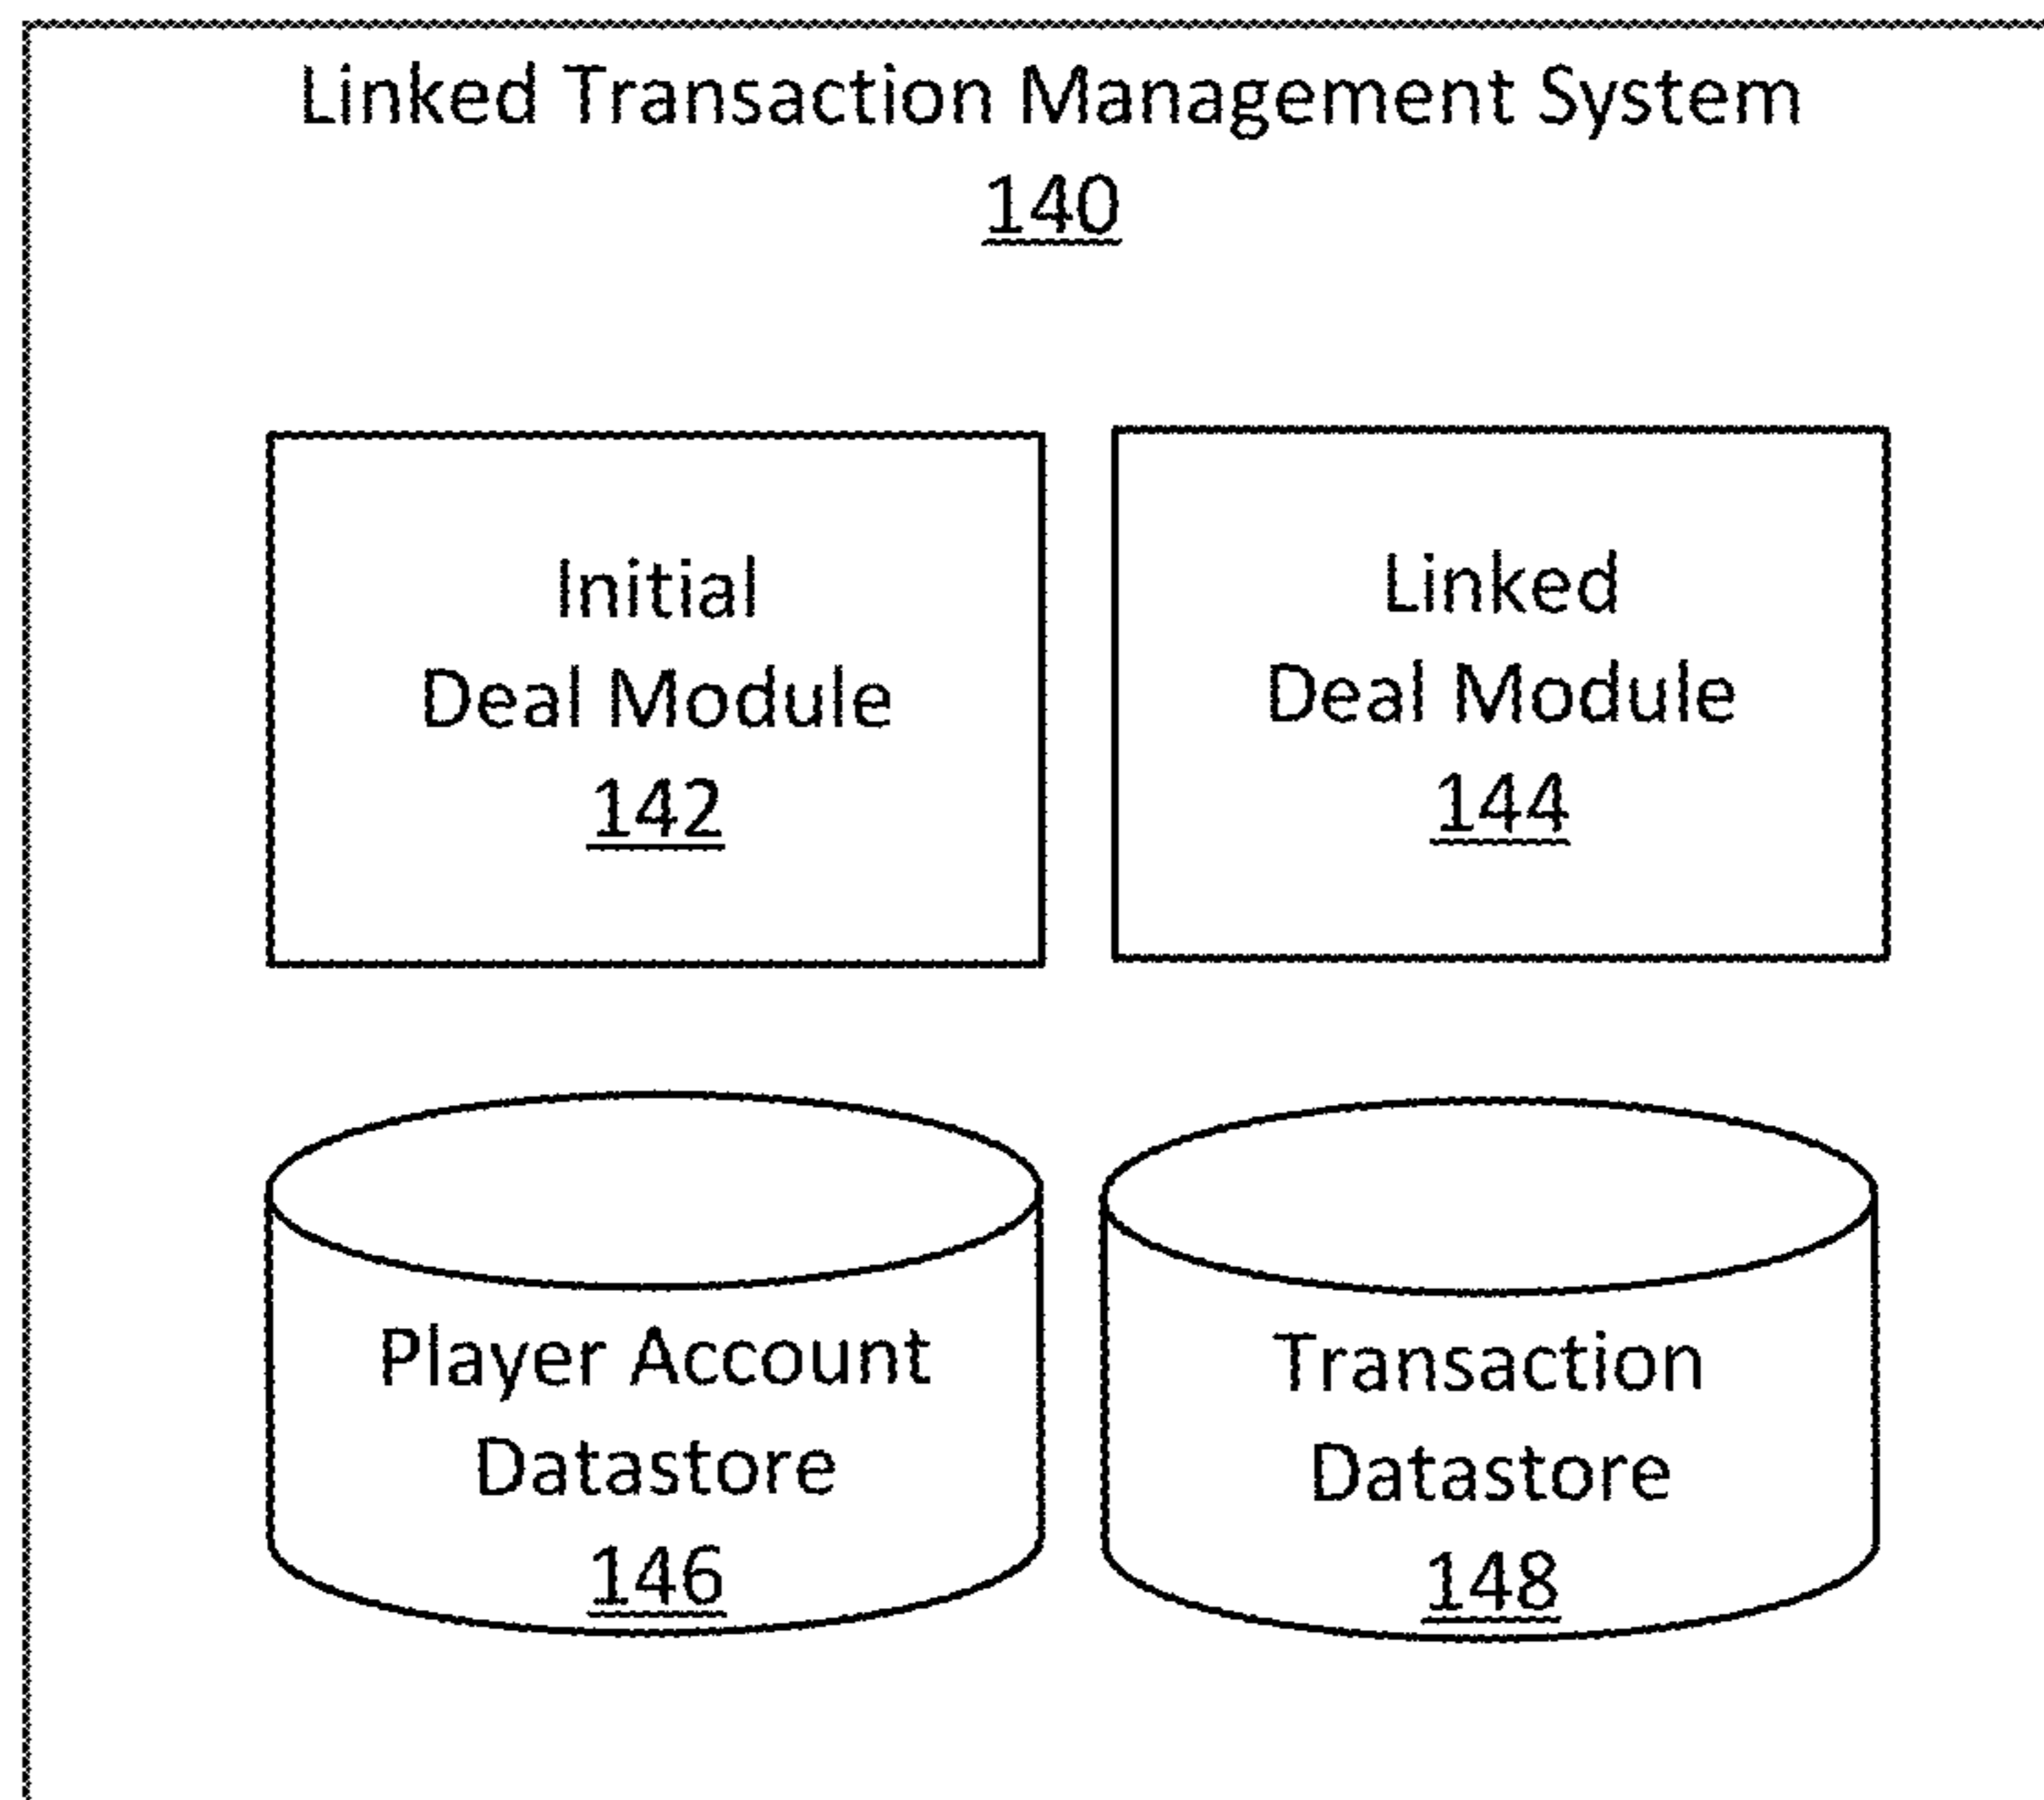 Linked Transaction Management System
140
Initial
Deal Module
142
Linked
Deal Module
144
Player Account
Datastore
146
Transaction
Datastore
148